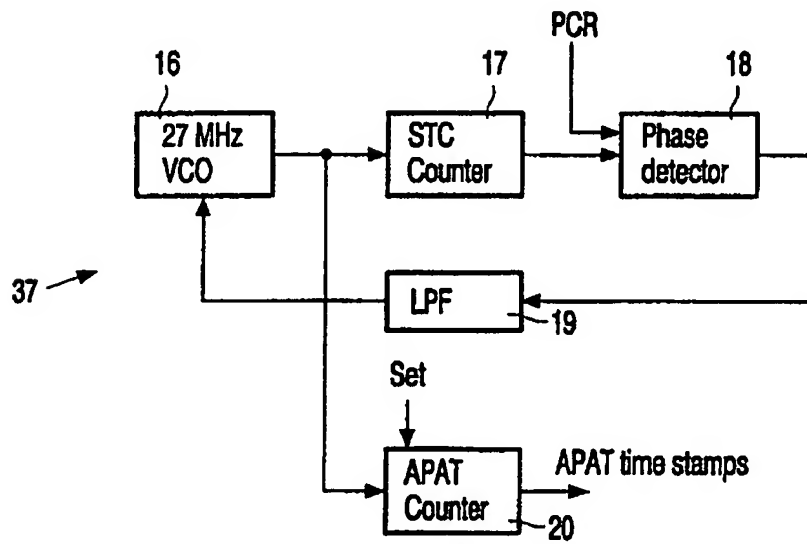 PCR
16
17
18
27 MHz
VCO
STC
Counter
Phase
detector
37
LPF
19
Set
APAT
Counter
APAT time stamps
20